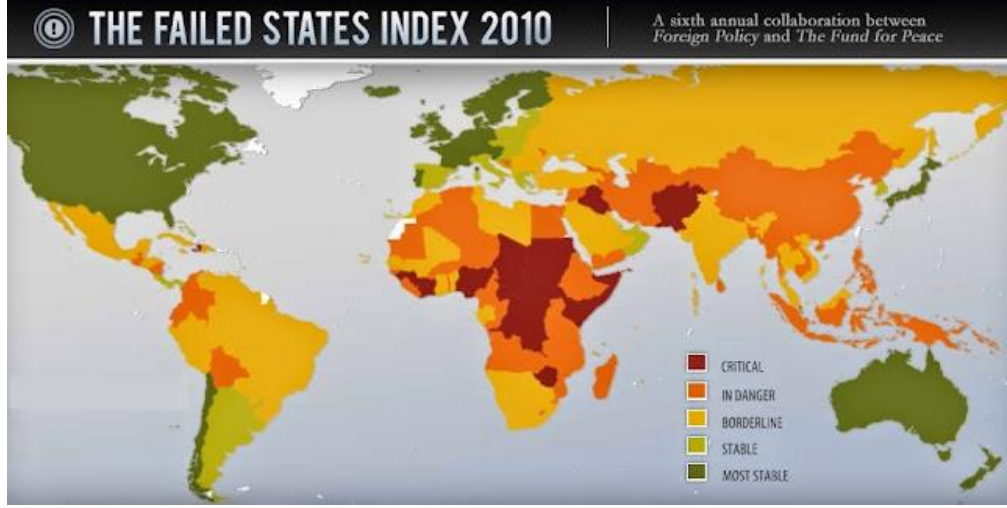 THE FAILED STATES INDEX 2010
A sixth annual collaboration between
Foreign Policy and The Fund for Peace
CRITICAL
IN DANGER
BORDERLINE
STABLE
MOST STABLE